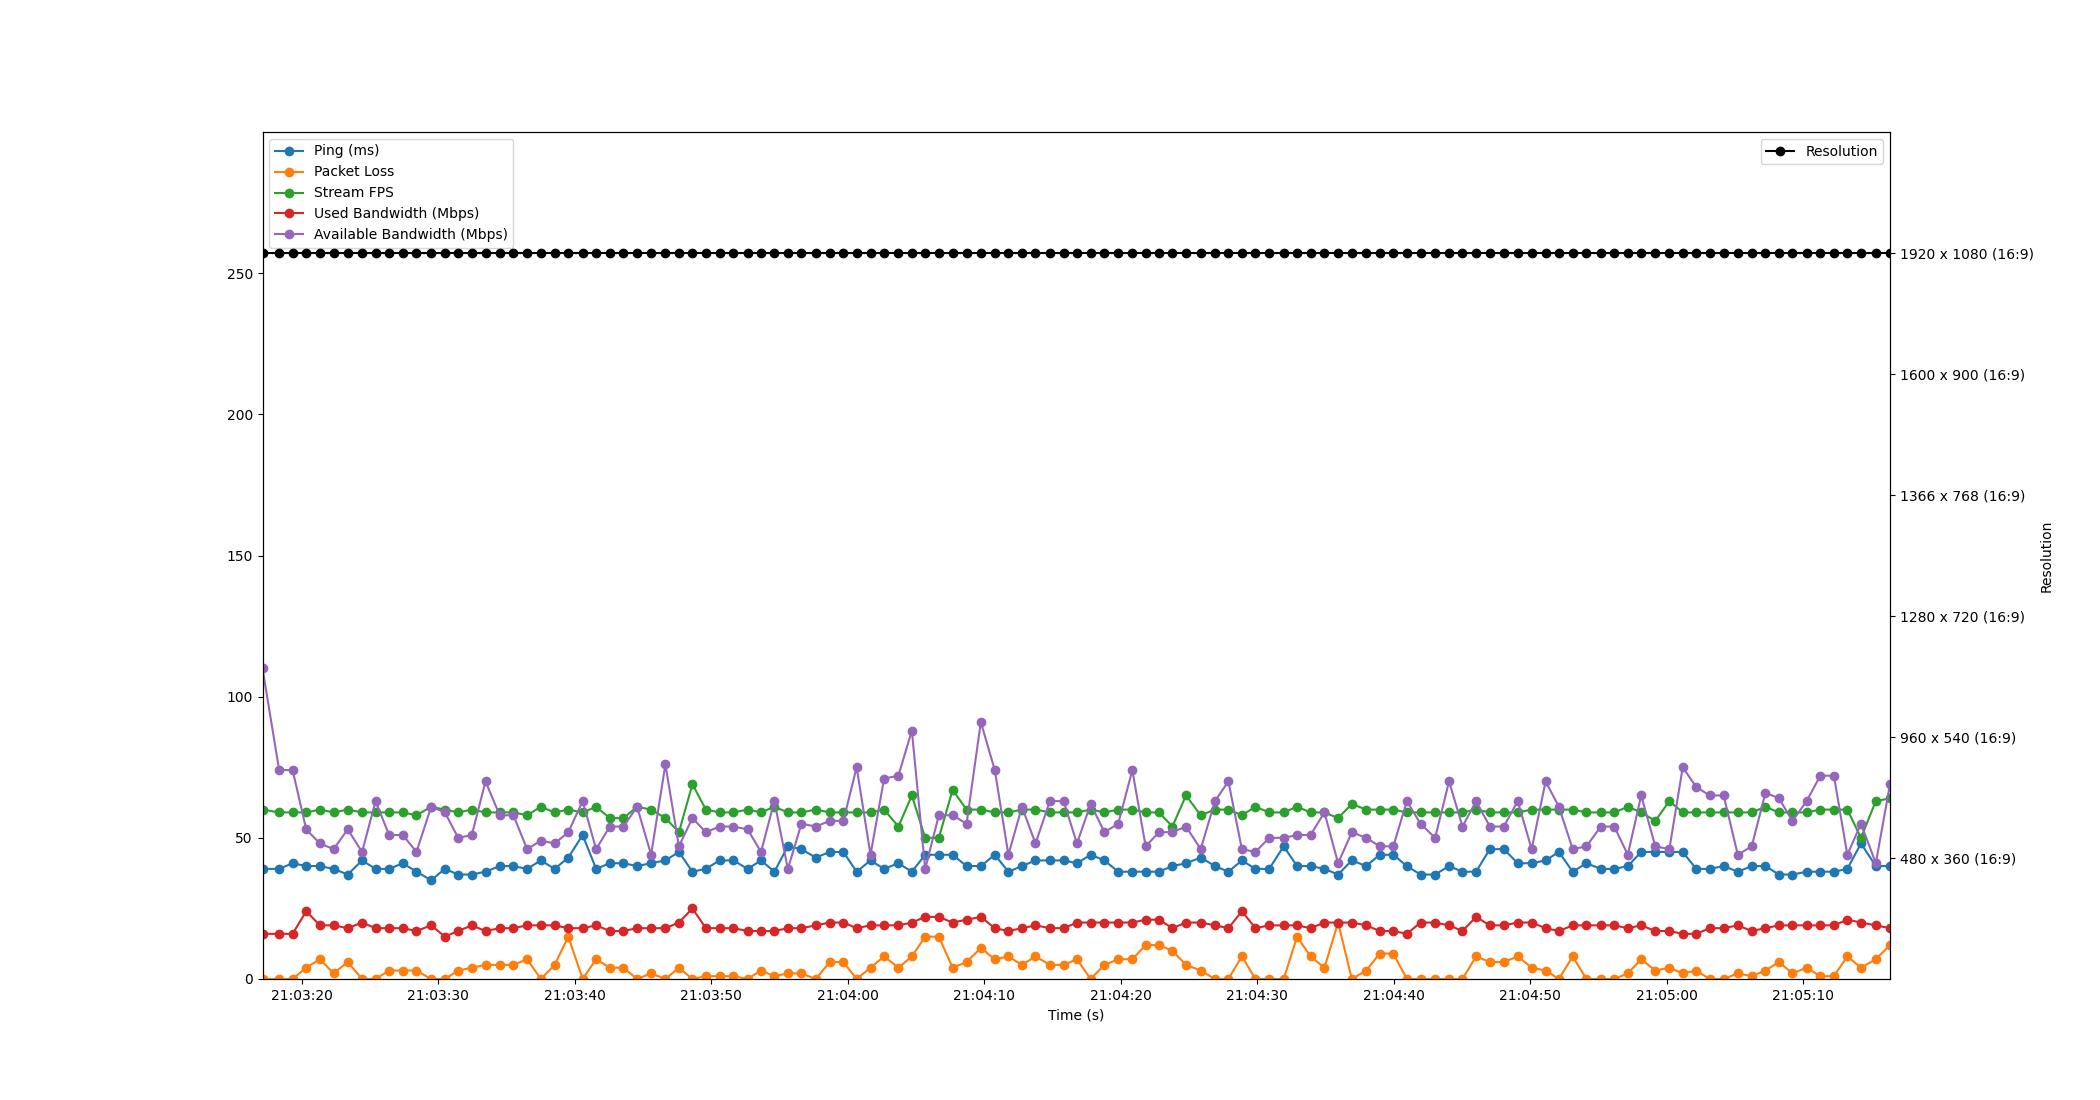 Ping (ms)
Packet Loss
Stream FPS
Used Bandwidth (Mbps)
Available Bandwidth (Mbps)
Resolution
250
200
150
100
50
0
1920 x 1080 (16:9)
1600 x 900 (16:9)
1366 x 768 (16:9)
1280 x 720 (16:9)
960 x 540 (16:9)
480 x 360 (16:9)
Resolution
21:03:20 21:03:30 21:03:40 21:03:50 21:04:00 21:04:10 21:04:20 21:04:30 21:04:40 21:04:50 21:05:00 21:05:10
Time (s)